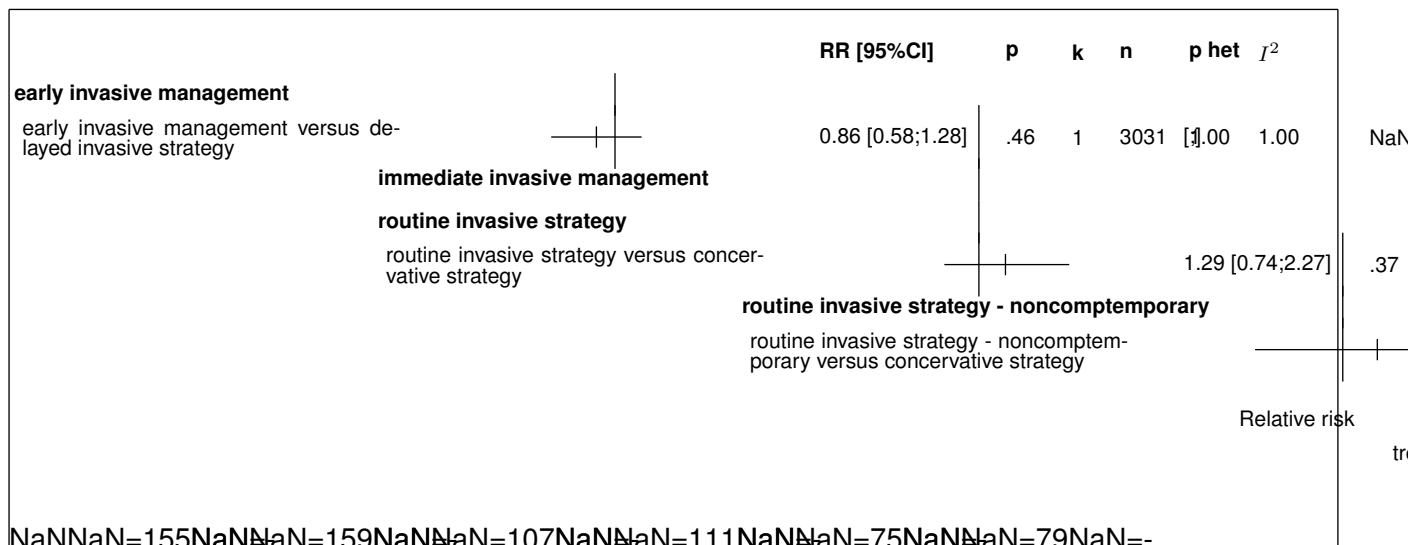 RR [95%CI] p k n p het I²
early invasive management
early invasive management versus de-
layed invasive strategy
0.86 [0.58;1.28] .46 1 3031 [;] 1.00 1.00 NaN
immediate invasive management
routine invasive strategy
routine invasive strategy versus concer-
vative strategy
1.29 [0.74;2.27] .37
routine invasive strategy - noncomptemporary
routine invasive strategy - noncomptem-
porary versus concervative strategy
Relative risk
NaNNaN=155NaNNaN=159NaNNaN=107NaNNaN=111NaNNaN=75NaNNaN=79NaN=-